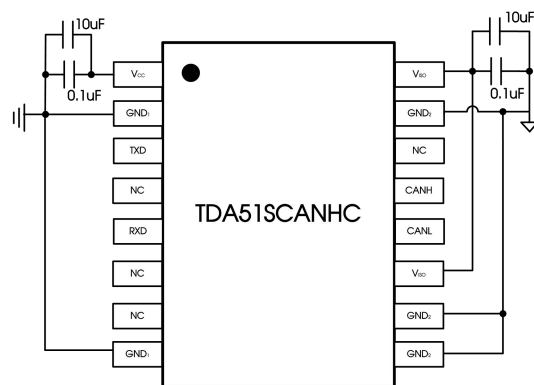 10uF
0.1uF
10uF
0.1uF
Vcc
GND1
TXD
NC
RXD
NC
NC
GND1
TDA51SCANHC
VISO
GND2
NC
CANH
CANL
VISO
GND2
GND2